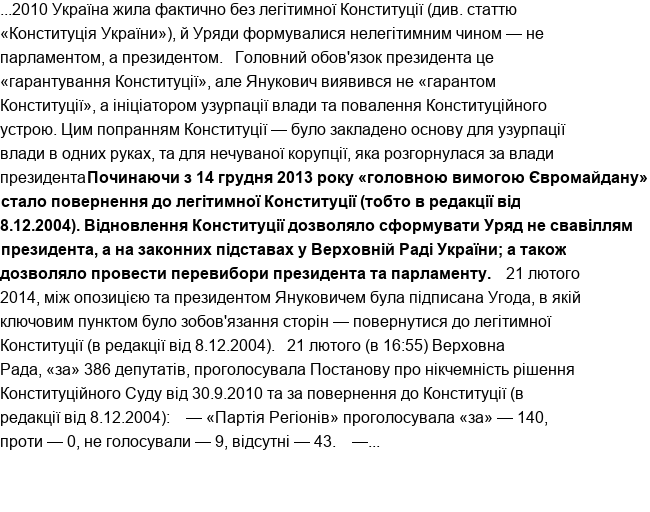 ...2010 Україна жила фактично без легітимної Конституції (див. статтю
«Конституція України»), й Уряди формувалися нелегітимним чином — не
парламентом, а президентом.   Головний обов'язок президента це
«гарантування Конституції», але Янукович виявився не «гарантом
Конституції», а ініціатором узурпації влади та повалення Конституційного
устрою. Цим попранням Конституції — було закладено основу для узурпації
влади в одних руках, та для нечуваної корупції, яка розгорнулася за влади
президентаПочинаючи з 14 грудня 2013 року «головною вимогою Євромайдану»
стало повернення до легітимної Конституції (тобто в редакції від
8.12.2004). Відновлення Конституції дозволяло сформувати Уряд не свавіллям
президента, а на законних підставах у Верховній Раді України; а також
дозволяло провести перевибори президента та парламенту.    21 лютого
2014, між опозицією та президентом Януковичем була підписана Угода, в якій
ключовим пунктом було зобов'язання сторін — повернутися до легітимної
Конституції (в редакції від 8.12.2004).   21 лютого (в 16:55) Верховна
Рада, «за» 386 депутатів, проголосувала Постанову про нікчемність рішення
Конституційного Суду від 30.9.2010 та за повернення до Конституції (в
редакції від 8.12.2004):    — «Партія Регіонів» проголосувала «за» — 140,
проти — 0, не голосували — 9, відсутні — 43.    —...